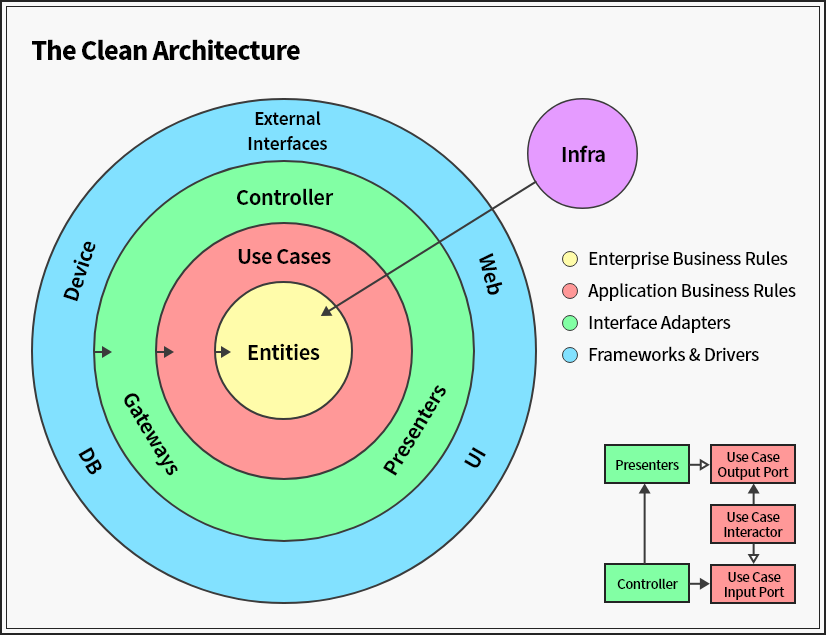 The Clean Architecture
External
Interfaces
Infra
Controller
Use Cases
Device
Web
Entities
Gateways
Presenters
DB
UI
Enterprise Business Rules
Application Business Rules
Interface Adapters
Frameworks & Drivers
Presenters
Use Case
Output Port
Use Case
Interactor
Controller
Use Case
Input Port